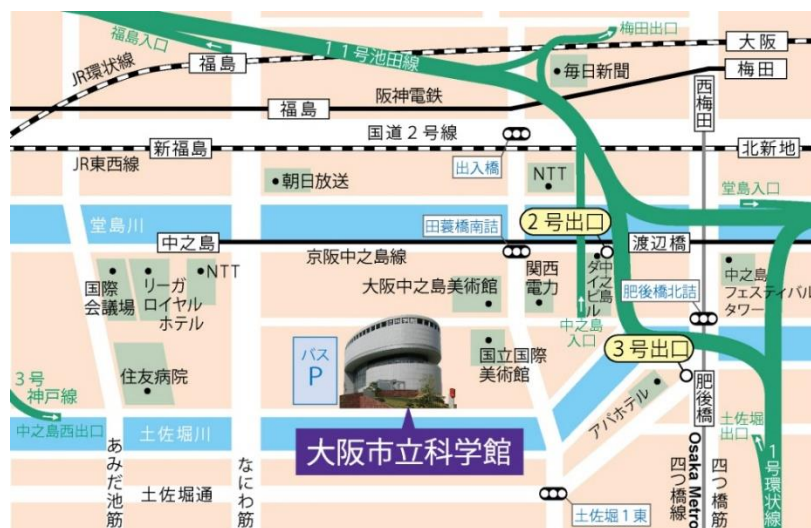 福島入口
11号池田線
梅田出口
大阪
JR環状線
福島
毎日新聞
梅田
阪神電鉄
福島
西梅田
国道2号線
新福島
北新地
JR東西線
出入橋
朝日放送
NTT
堂島入口
堂島川
田蓑橋南詰
2号出口
中之島
渡辺橋
京阪中之島線
国際
会議場
リーガ
ロイヤル
ホテル
NTT
大阪中之島美術館
関西
電力
中之島
ダイビル
肥後橋北詰
中之島
フェスティバル
タワー
中之島
入口
バス
P
国立国際
美術館
3号出口
住友病院
3号
神戸線
アパホテル
肥後橋
中之島西出口
土佐堀川
土佐堀
出口
大阪市立科学館
あみだ池筋
なにわ筋
Osaka Metro
四つ橋線
四つ橋筋
1号環状線
土佐堀通
土佐堀1東